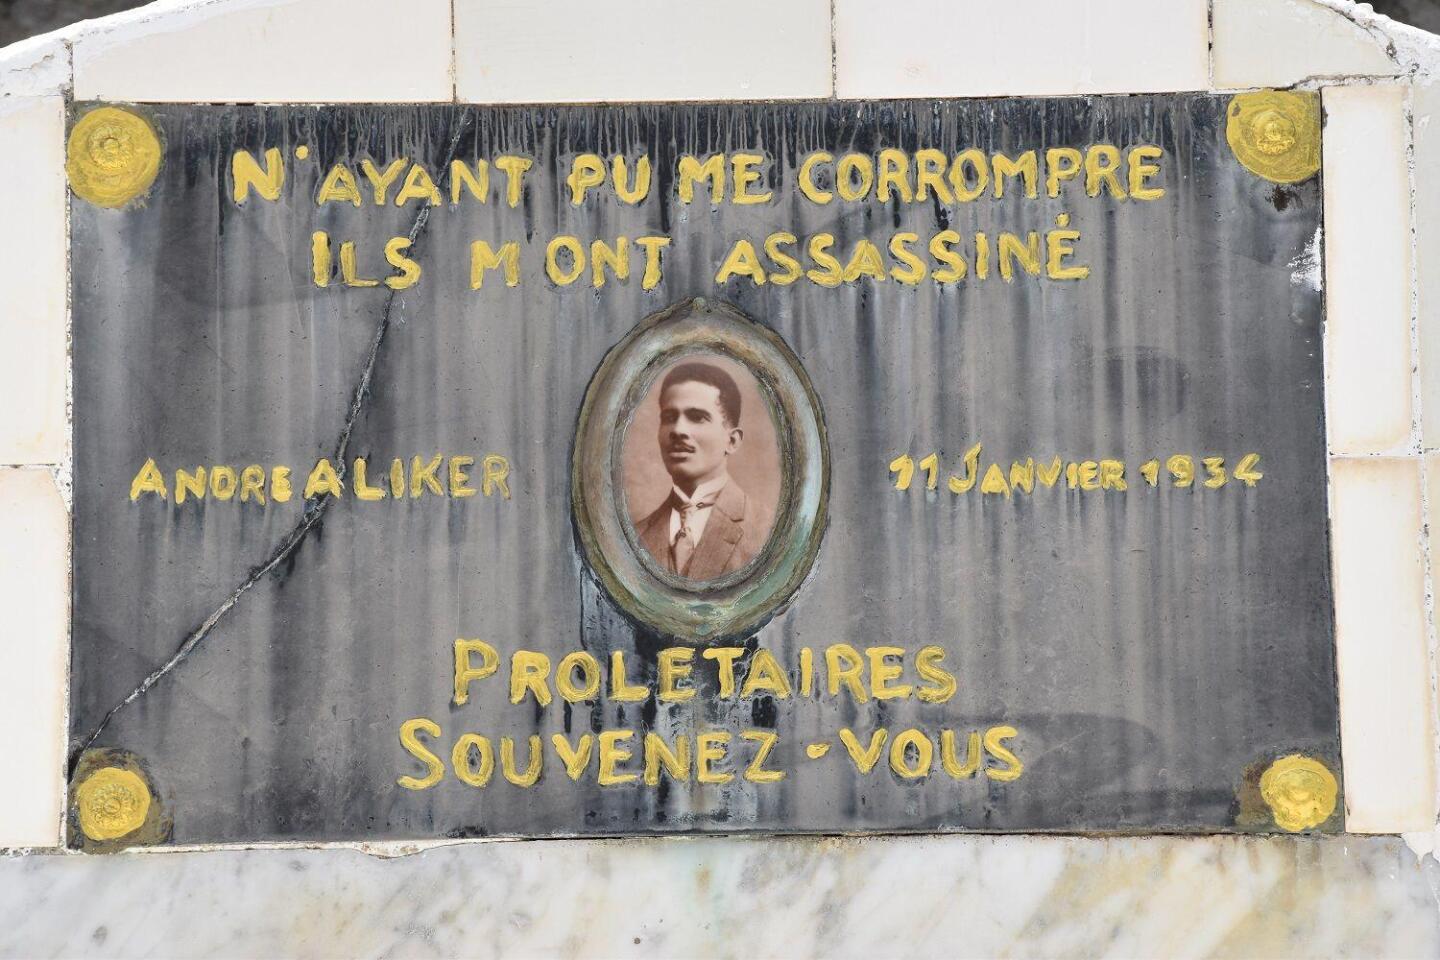 N'AYANT PU ME CORROMPRE
ILS M ONT ASSASSINÉ
ANDRE ALIKER
11 JANVIER 1934
PROLETAIRES
SOUVENEZ-VOUS